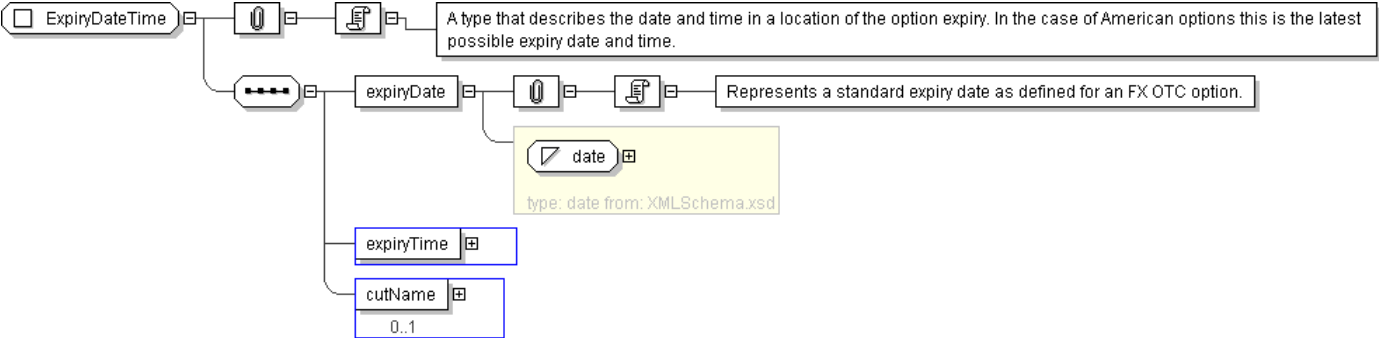 ExpiryDateTime
A type that describes the date and time in a location of the option expiry. In the case of American options this is the latest
possible expiry date and time.
expiryDate
Represents a standard expiry date as defined for an FX OTC option.
date
type: date from: XMLSchema.xsd
expiryTime
cutName
0..1